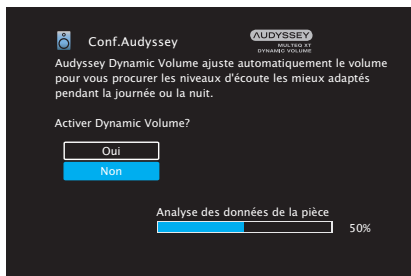 Conf.Audyssey
AUDYSSEY
MULTEQ XT
DYNAMIC VOLUME
Audyssey Dynamic Volume ajuste automatiquement le volume
pour vous procurer les niveaux d'écoute les mieux adaptés
pendant la journée ou la nuit.
Activer Dynamic Volume?
Oui
Non
Analyse des données de la pièce
50%